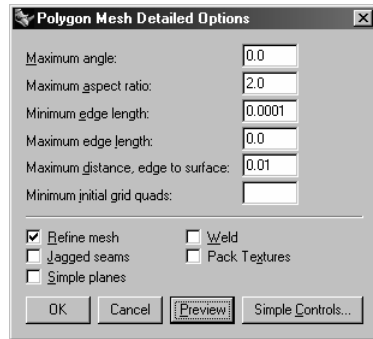 Polygon Mesh Detailed Options
Maximum angle: 0.0
Maximum aspect ratio: 2.0
Minimum edge length: 0.0001
Maximum edge length: 0.0
Maximum distance, edge to surface: 0.01
Minimum initial grid quads:
Refine mesh Weld
Jagged seams Pack Textures
Simple planes
OK Cancel Preview Simple Controls...